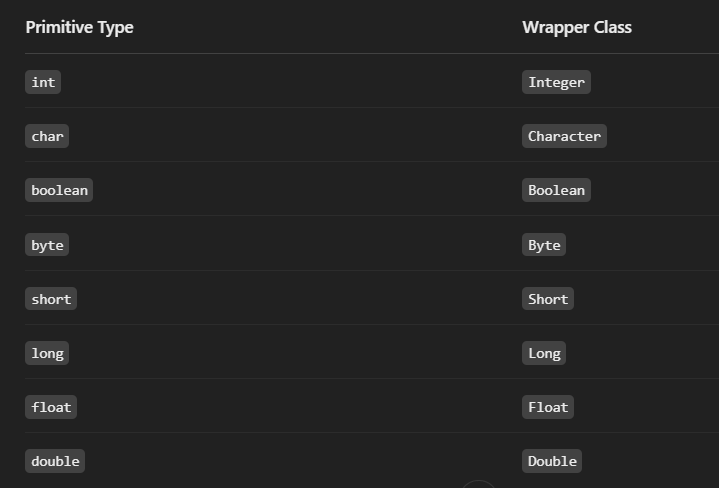 Primitive Type Wrapper Class
int Integer
char Character
boolean Boolean
byte Byte
short Short
long Long
float Float
double Double